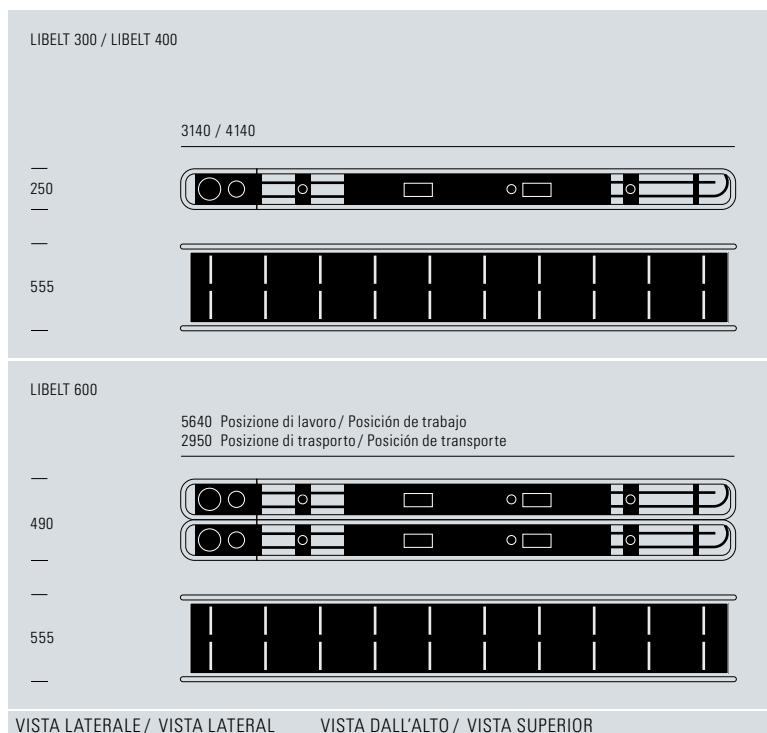 LIBELT 300 / LIBELT 400
3140 / 4140
250
555
LIBELT 600
5640 Posizione di lavoro / Posición de trabajo
2950 Posizione di trasporto / Posición de transporte
490
555
VISTA LATERALE / VISTA LATERAL VISTA DALL'ALTO / VISTA SUPERIOR